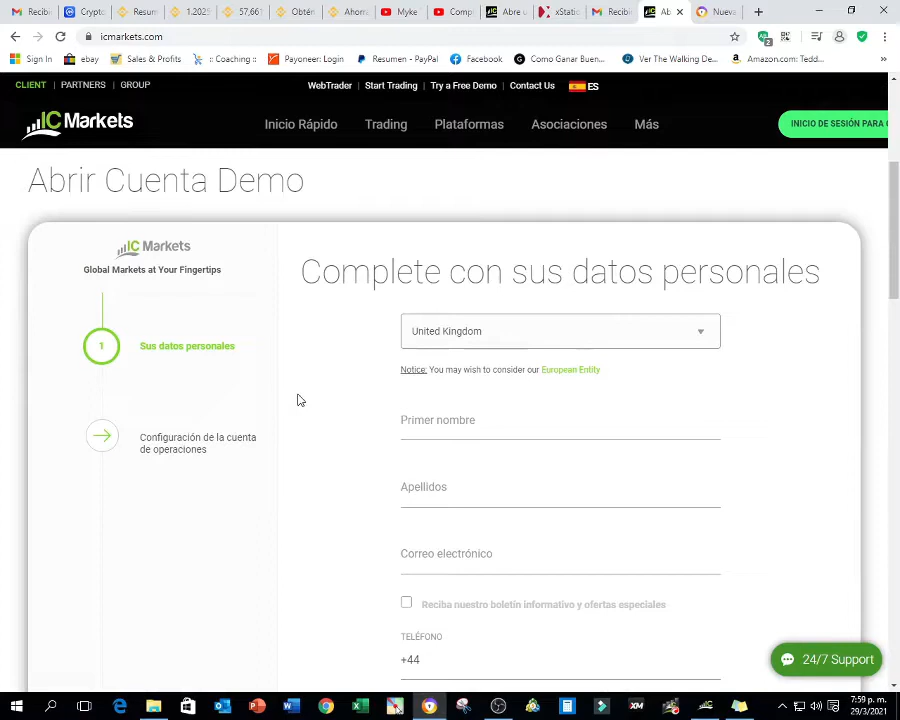 Recibi
Crypto
Resum
1.2025
57,661
Obtén
Ahorra
Myke
Compl
Abre u
xStatic
Recibi
Ab
Nueva
icmarkets.com
Sign In
ebay
Sales & Profits
:: Coaching ::
Payoneer: Login
Resumen - PayPal
Facebook
Como Ganar Buen...
Ver The Walking De...
Amazon.com: Tedd...
CLIENT | PARTNERS | GROUP
WebTrader | Start Trading | Try a Free Demo | Contact Us
ES
IC Markets
Inicio Rápido
Trading
Plataformas
Asociaciones
Más
INICIO DE SESIÓN PARA C
Abrir Cuenta Demo
IC Markets
Global Markets at Your Fingertips
1
Sus datos personales
Configuración de la cuenta
de operaciones
Complete con sus datos personales
United Kingdom
Notice: You may wish to consider our European Entity
Primer nombre
Apellidos
Correo electrónico
Reciba nuestro boletín informativo y ofertas especiales
TELÉFONO
+44
24/7 Support
7:59 p. m.
29/3/2021